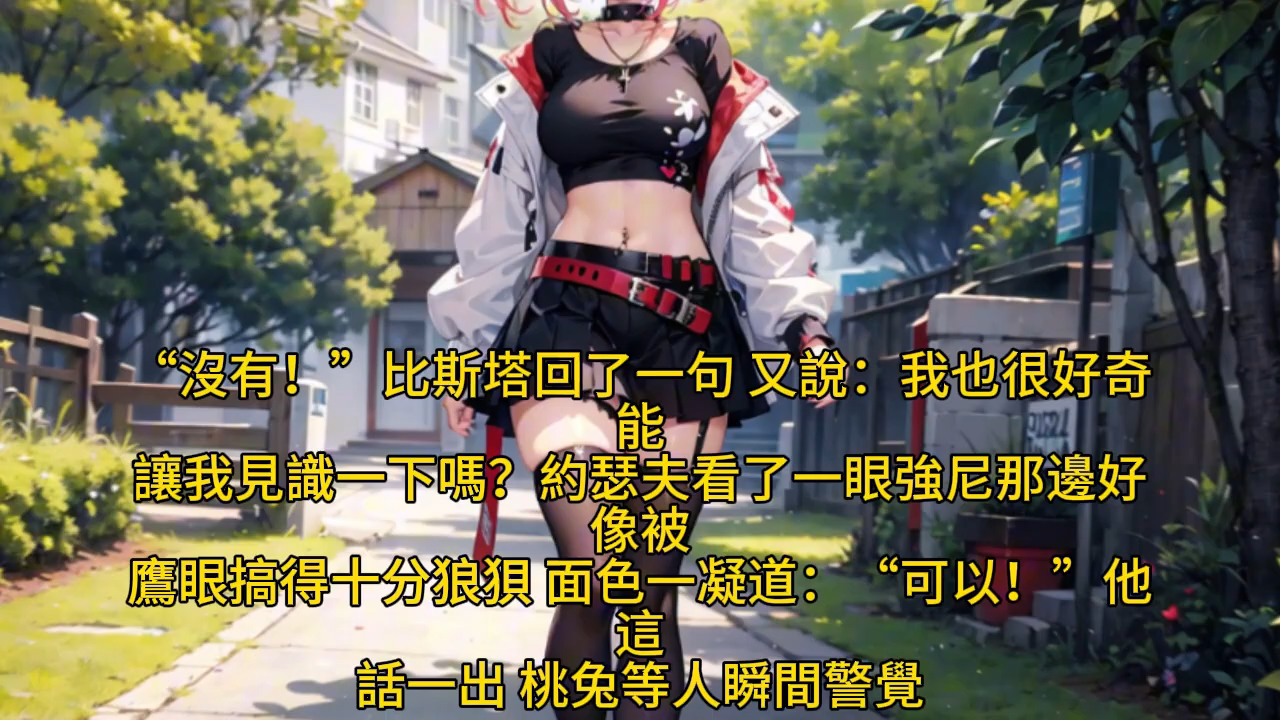 “沒有！”比斯塔回了一句 又說：我也很好奇
能
讓我見識一下嗎？約瑟夫看了一眼強尼那邊好
像被
鷹眼搞得十分狼狽 面色一凝道：“可以！”他
這
話一出 桃兔等人瞬間警覺